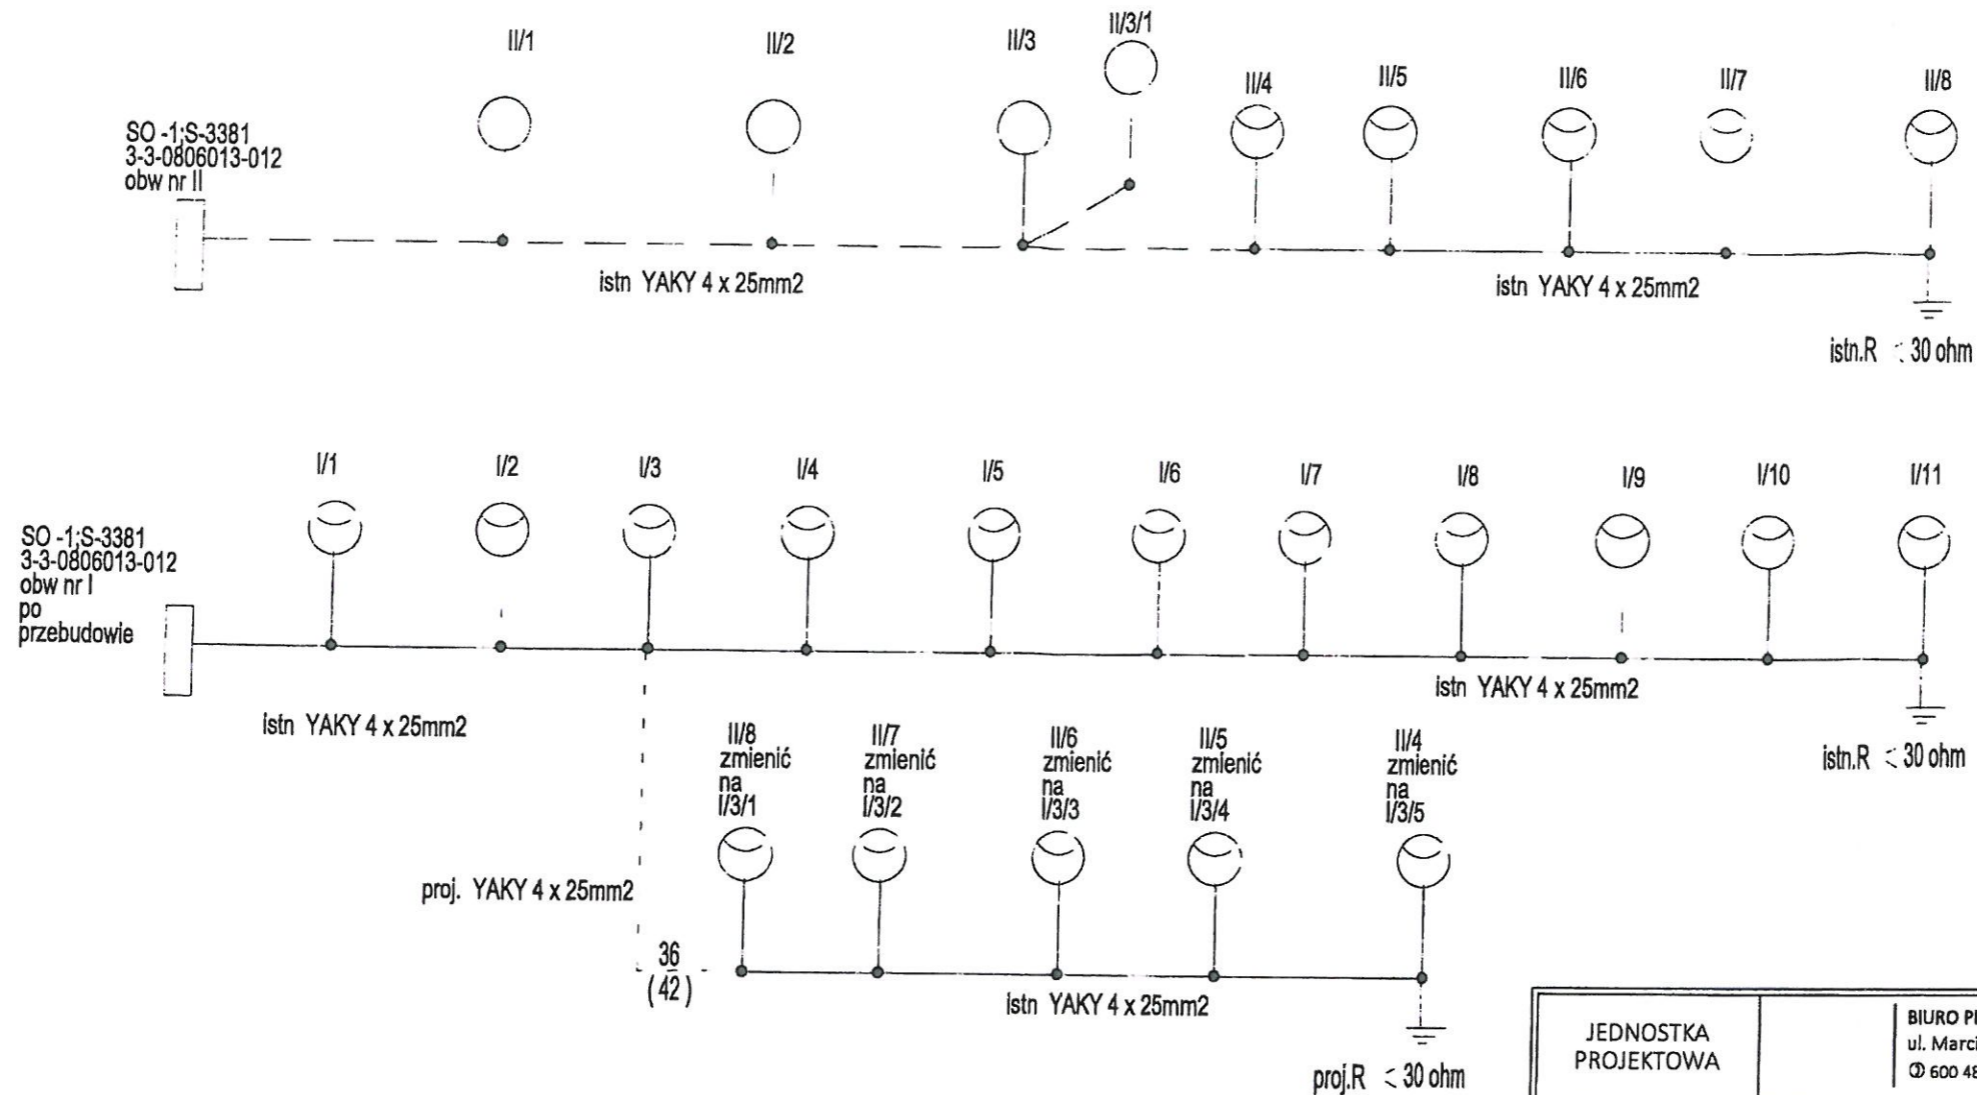 II/1
II/2
II/3
II/3/1
II/4
II/5
II/6
II/7
II/8
SO -1;S-3381
3-3-0806013-012
obw nr II
istn YAKY 4 x 25mm2
istn YAKY 4 x 25mm2
istn.R < 30 ohm
I/1
I/2
I/3
I/4
I/5
I/6
I/7
I/8
I/9
I/10
I/11
SO -1;S-3381
3-3-0806013-012
obw nr I
po
przebudowie
istn YAKY 4 x 25mm2
istn YAKY 4 x 25mm2
istn.R < 30 ohm
II/8
zmienić
na
I/3/1
II/7
zmienić
na
I/3/2
II/6
zmienić
na
I/3/3
II/5
zmienić
na
I/3/4
II/4
zmienić
na
I/3/5
proj. YAKY 4 x 25mm2
36
(42)
istn YAKY 4 x 25mm2
proj.R < 30 ohm
JEDNOSTKA
PROJEKTOWA
BIURO
ul. Marci
600 48